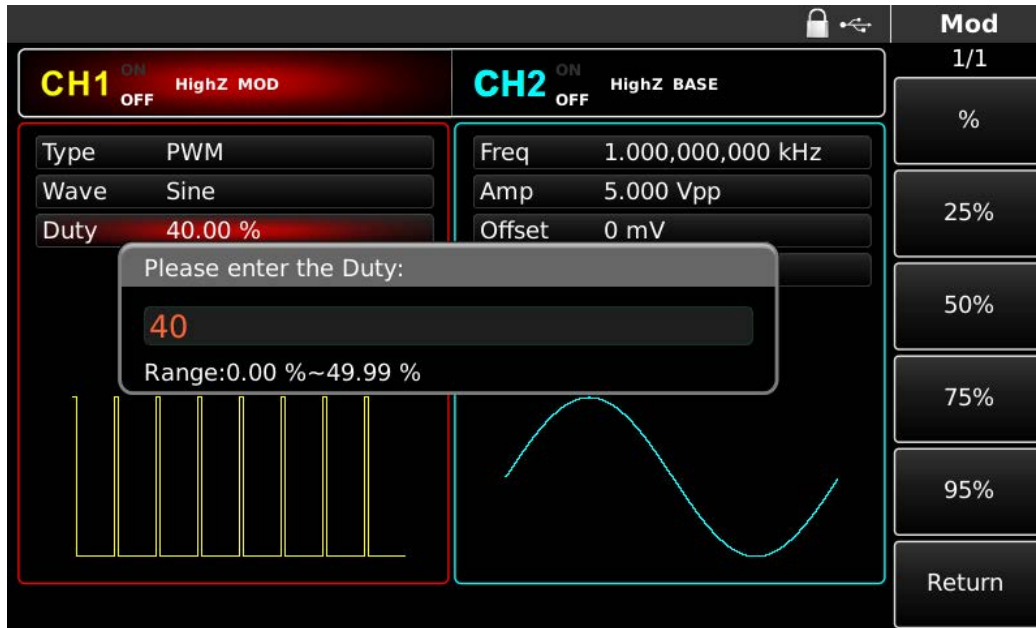 Mod
1/1
CH1 ON OFF HighZ MOD
CH2 ON OFF HighZ BASE
Type PWM
Wave Sine
Duty 40.00 %
Freq 1.000,000,000 kHz
Amp 5.000 Vpp
Offset 0 mV
Please enter the Duty:
40
Range:0.00 %~49.99 %
%
25%
50%
75%
95%
Return